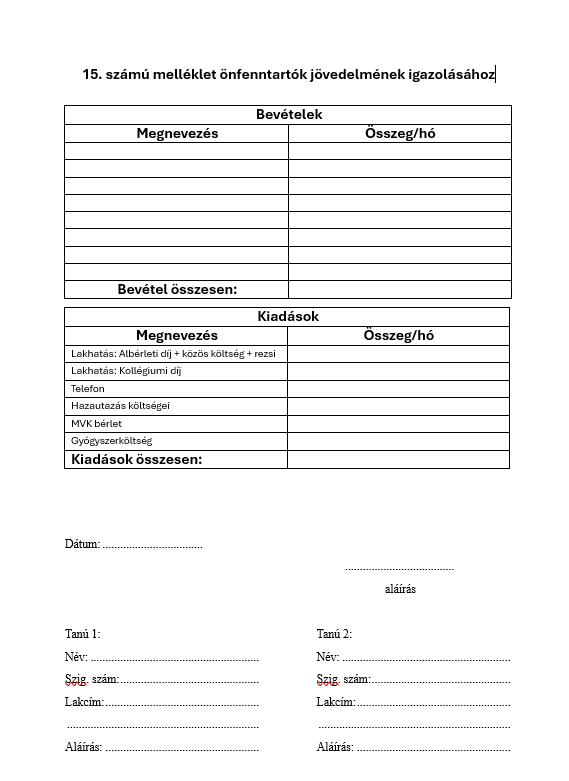 15. számú melléklet önfenntartók jövedelmének igazolásához
Bevételek
Megnevezés Összeg/hó
Bevétel összesen:
Kiadások
Megnevezés Összeg/hó
Lakhatás: Albérleti díj + közös költség + rezsi
Lakhatás: Kollégiumi díj
Telefon
Hazautazás költségei
MVK bérlet
Gyógyszerköltség
Kiadások összesen:
Dátum: ..................................
.....................................
aláírás
Tanú 1: Tanú 2:
Név: ......................................................... Név: .........................................................
Szig. szám:............................................... Szig. szám:...............................................
Lakcím:.................................................... Lakcím:....................................................
................................................................. .................................................................
Aláírás: .................................................... Aláírás: ....................................................